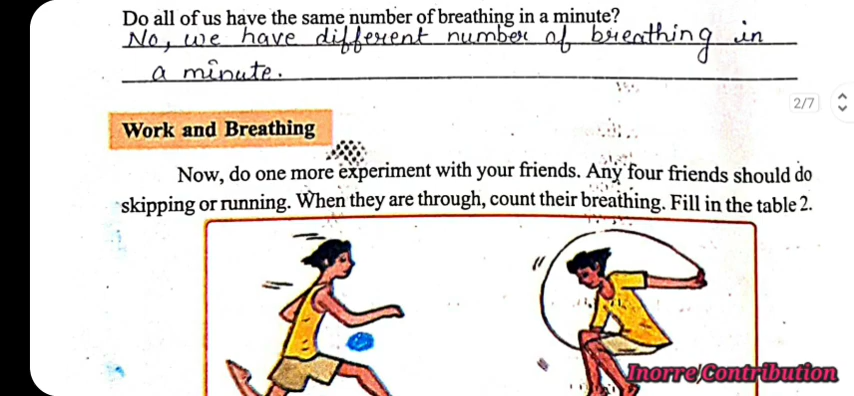 Do all of us have the same number of breathing in a minute?
No, we have different number of breathing in
a minute.
2/7
Work and Breathing
Now, do one more experiment with your friends. Any four friends should do
skipping or running. When they are through, count their breathing. Fill in the table 2.
Inorre/Contribution